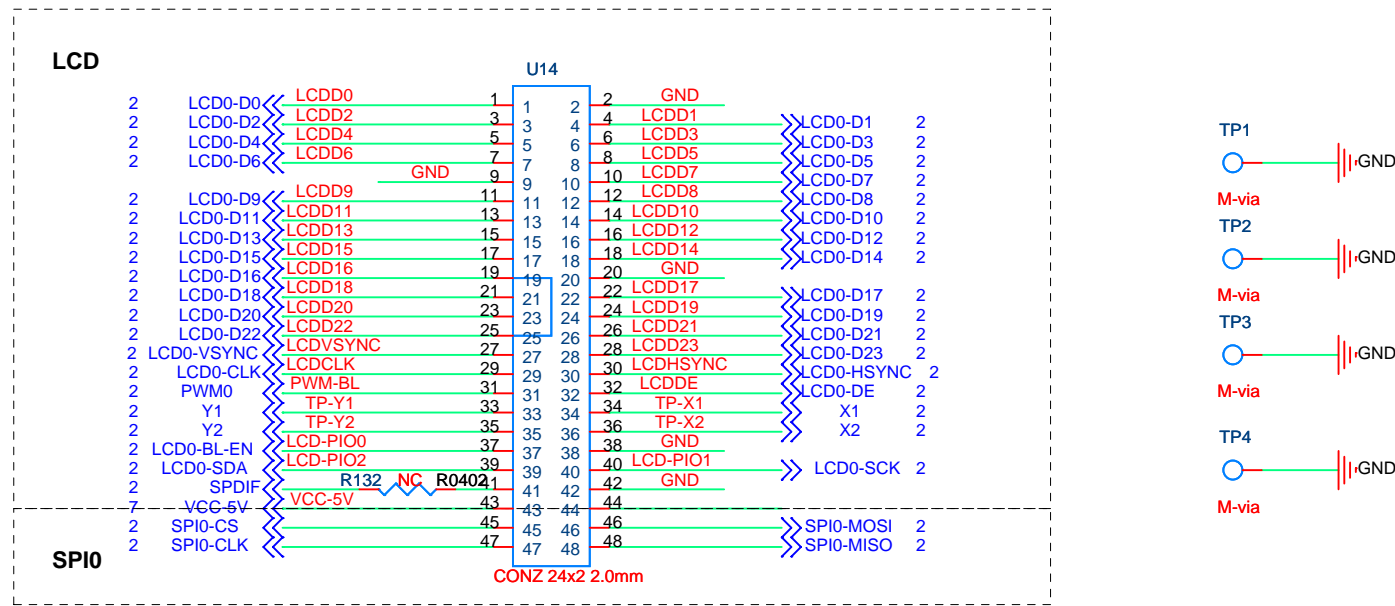 LCD
U14
2 LCD0-D0 LCDD0 1 1 2 2 GND
2 LCD0-D2 LCDD2 3 3 4 4 LCDD1 LCD0-D1 2
2 LCD0-D4 LCDD4 5 5 6 6 LCDD3 LCD0-D3 2
2 LCD0-D6 LCDD6 7 7 8 8 LCDD5 LCD0-D5 2
GND 9 9 10 10 LCDD7 LCD0-D7 2
2 LCD0-D9 LCDD9 11 11 12 12 LCDD8 LCD0-D8 2
2 LCD0-D11 LCDD11 13 13 14 14 LCDD10 LCD0-D10 2
2 LCD0-D13 LCDD13 15 15 16 16 LCDD12 LCD0-D12 2
2 LCD0-D15 LCDD15 17 17 18 18 LCDD14 LCD0-D14 2
2 LCD0-D16 LCDD16 19 19 20 20 GND
2 LCD0-D18 LCDD18 21 21 22 22 LCDD17 LCD0-D17 2
2 LCD0-D20 LCDD20 23 23 24 24 LCDD19 LCD0-D19 2
2 LCD0-D22 LCDD22 25 25 26 26 LCDD21 LCD0-D21 2
2 LCD0-VSYNC LCDVSYNC 27 27 28 28 LCDD23 LCD0-D23 2
2 LCD0-CLK LCDCLK 29 29 30 30 LCDHSYNC LCD0-HSYNC 2
2 PWM0 PWM-BL 31 31 32 32 LCDDE LCD0-DE 2
2 Y1 TP-Y1 33 33 34 34 TP-X1 X1 2
2 Y2 TP-Y2 35 35 36 36 TP-X2 X2 2
2 LCD0-BL-EN LCD-PIO0 37 37 38 38 GND
2 LCD0-SDA LCD-PIO2 39 39 40 40 LCD-PIO1 LCD0-SCK 2
2 SPDIF R132 NC R0402 41 41 42 42 GND
7 VCC-5V VCC-5V 43 43 44 44
2 SPI0-CS 45 45 46 46 SPI0-MOSI 2
2 SPI0-CLK 47 47 48 48 SPI0-MISO 2
SPI0
CONZ 24x2 2.0mm
TP1
GND
M-via
TP2
GND
M-via
TP3
GND
M-via
TP4
GND
M-via